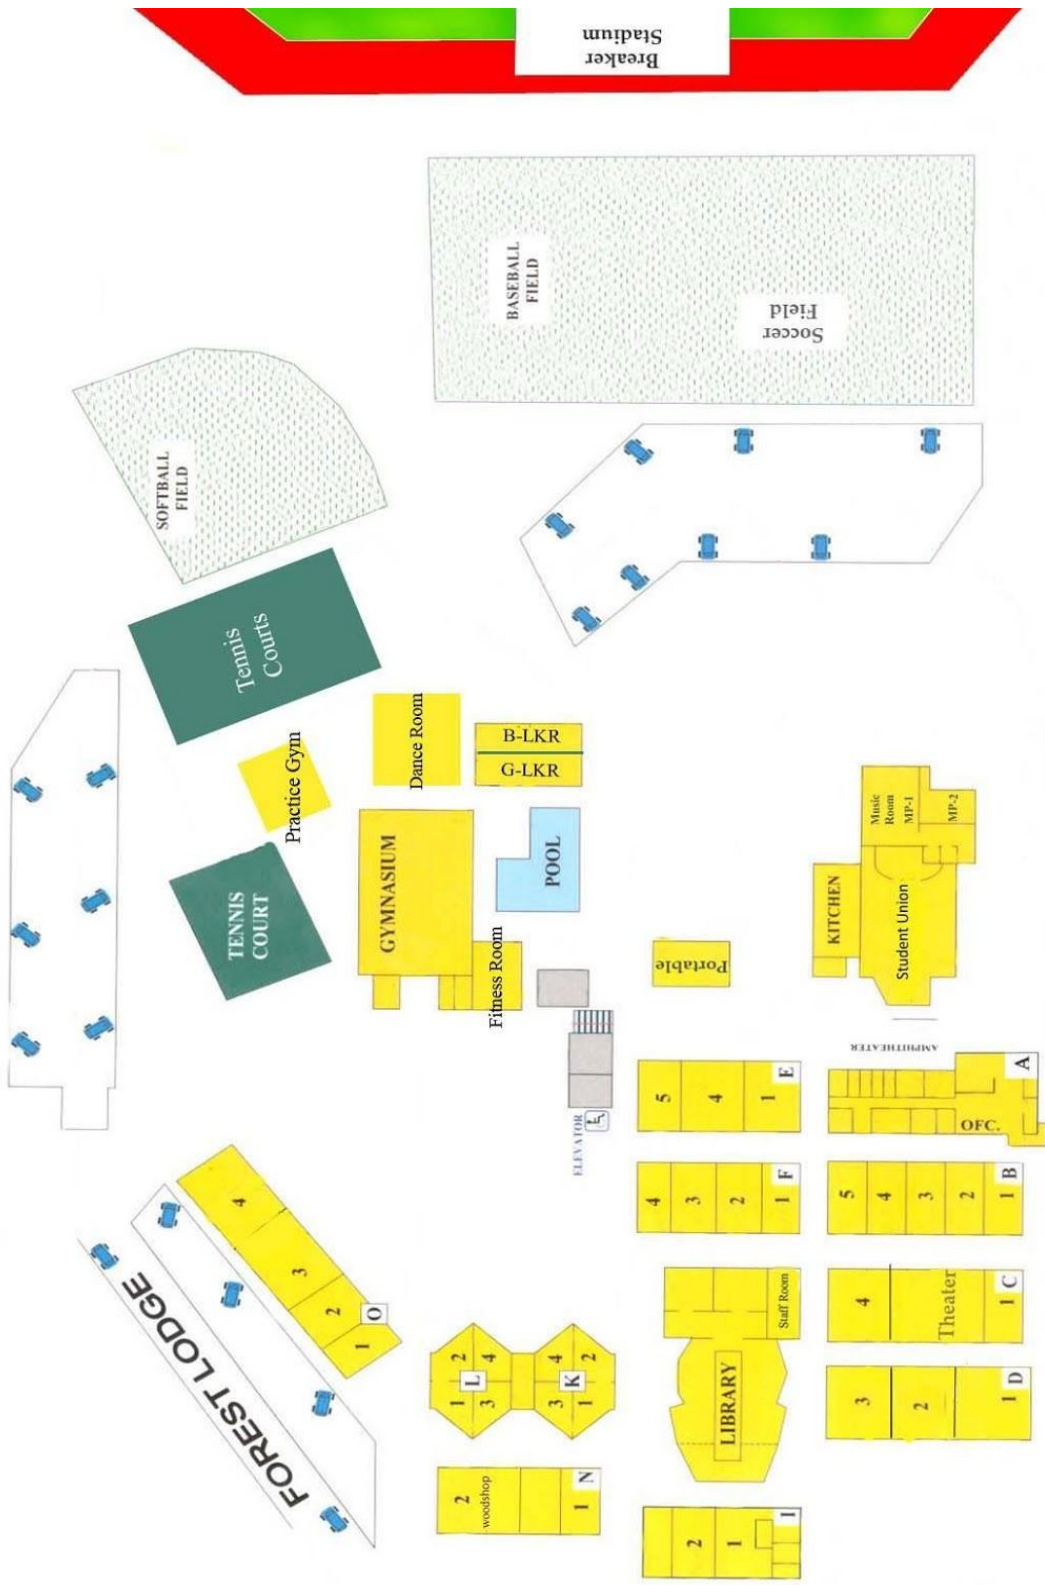 Breaker
Stadium
BASEBALL
FIELD
Soccer
Field
SOFTBALL
FIELD
Tennis
Courts
Practice Gym
Dance Room
B-LKR
G-LKR
GYMNASIUM
POOL
TENNIS
COURT
Fitness Room
Portable
KITCHEN
Music
Room
MP-1
MP-2
Student Union
AMPHITHEATER
ELEVATOR
5
4
1
E
A
OFC.
4
3
2
1
F
5
4
3
2
1
B
FOREST LODGE
4
3
2
1
O
Staff Room
LIBRARY
4
Theater
1
C
3
2
1
D
2
4
L
1
3
4
2
K
3
1
2
woodshop
1
N
2
1
I